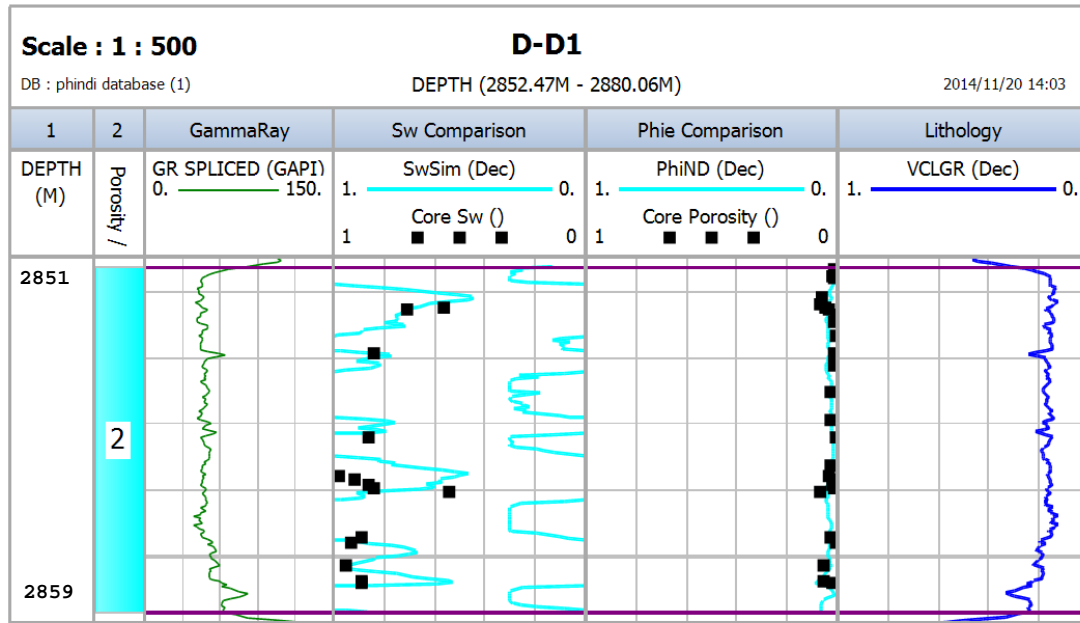 Scale : 1 : 500
D-D1
DB : phindi database (1)
DEPTH (2852.47M - 2880.06M)
2014/11/20 14:03
1 2 GammaRay Sw Comparison Phie Comparison Lithology
DEPTH (M)
Porosity /
GR SPLICED (GAPI)
0. 150.
SwSim (Dec)
1. 0.
Core Sw ()
1 0
PhiND (Dec)
1. 0.
Core Porosity ()
1 0
VCLGR (Dec)
1. 0.
2851
2
2859